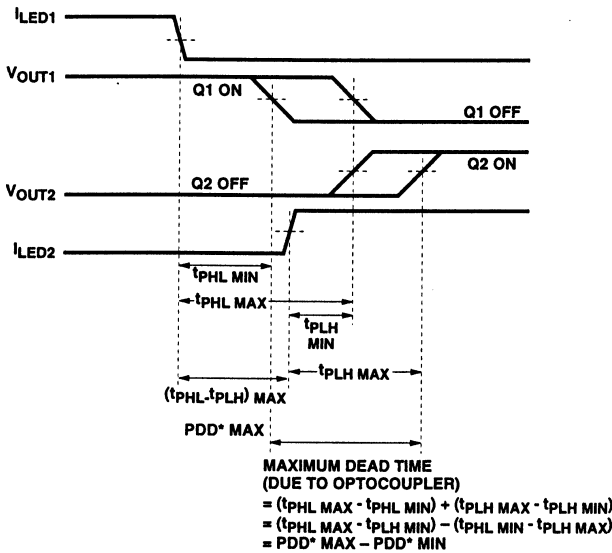 ILED1
VOUT1
Q1 ON
Q1 OFF
Q2 ON
VOUT2
Q2 OFF
ILED2
tPHL MIN
tPHL MAX
tPLH
MIN
tPLH MAX
(tPHL-tPLH) MAX
PDD* MAX
MAXIMUM DEAD TIME
(DUE TO OPTOCOUPLER)
= (tPHL MAX - tPHL MIN) + (tPLH MAX - tPLH MIN)
= (tPHL MAX - tPLH MIN) – (tPHL MIN - tPLH MAX)
= PDD* MAX – PDD* MIN